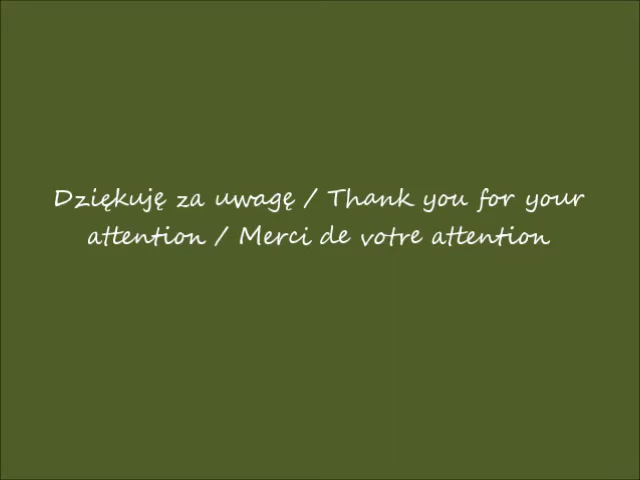 Dziękuję za uwagę / Thank you for your
attention / Merci de votre attention